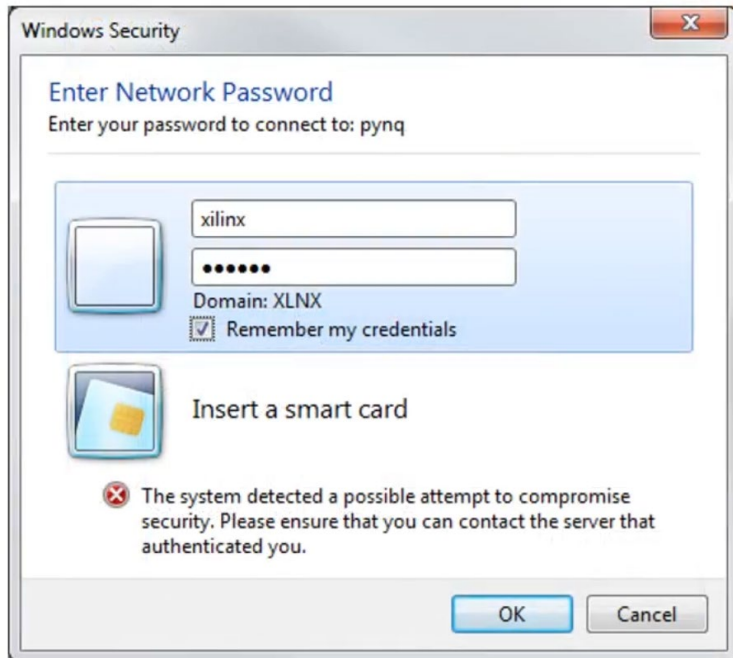 Windows Security
Enter Network Password
Enter your password to connect to: pynq
xilinx
●●●●●●
Domain: XLNX
Remember my credentials
Insert a smart card
The system detected a possible attempt to compromise
security. Please ensure that you can contact the server that
authenticated you.
OK
Cancel